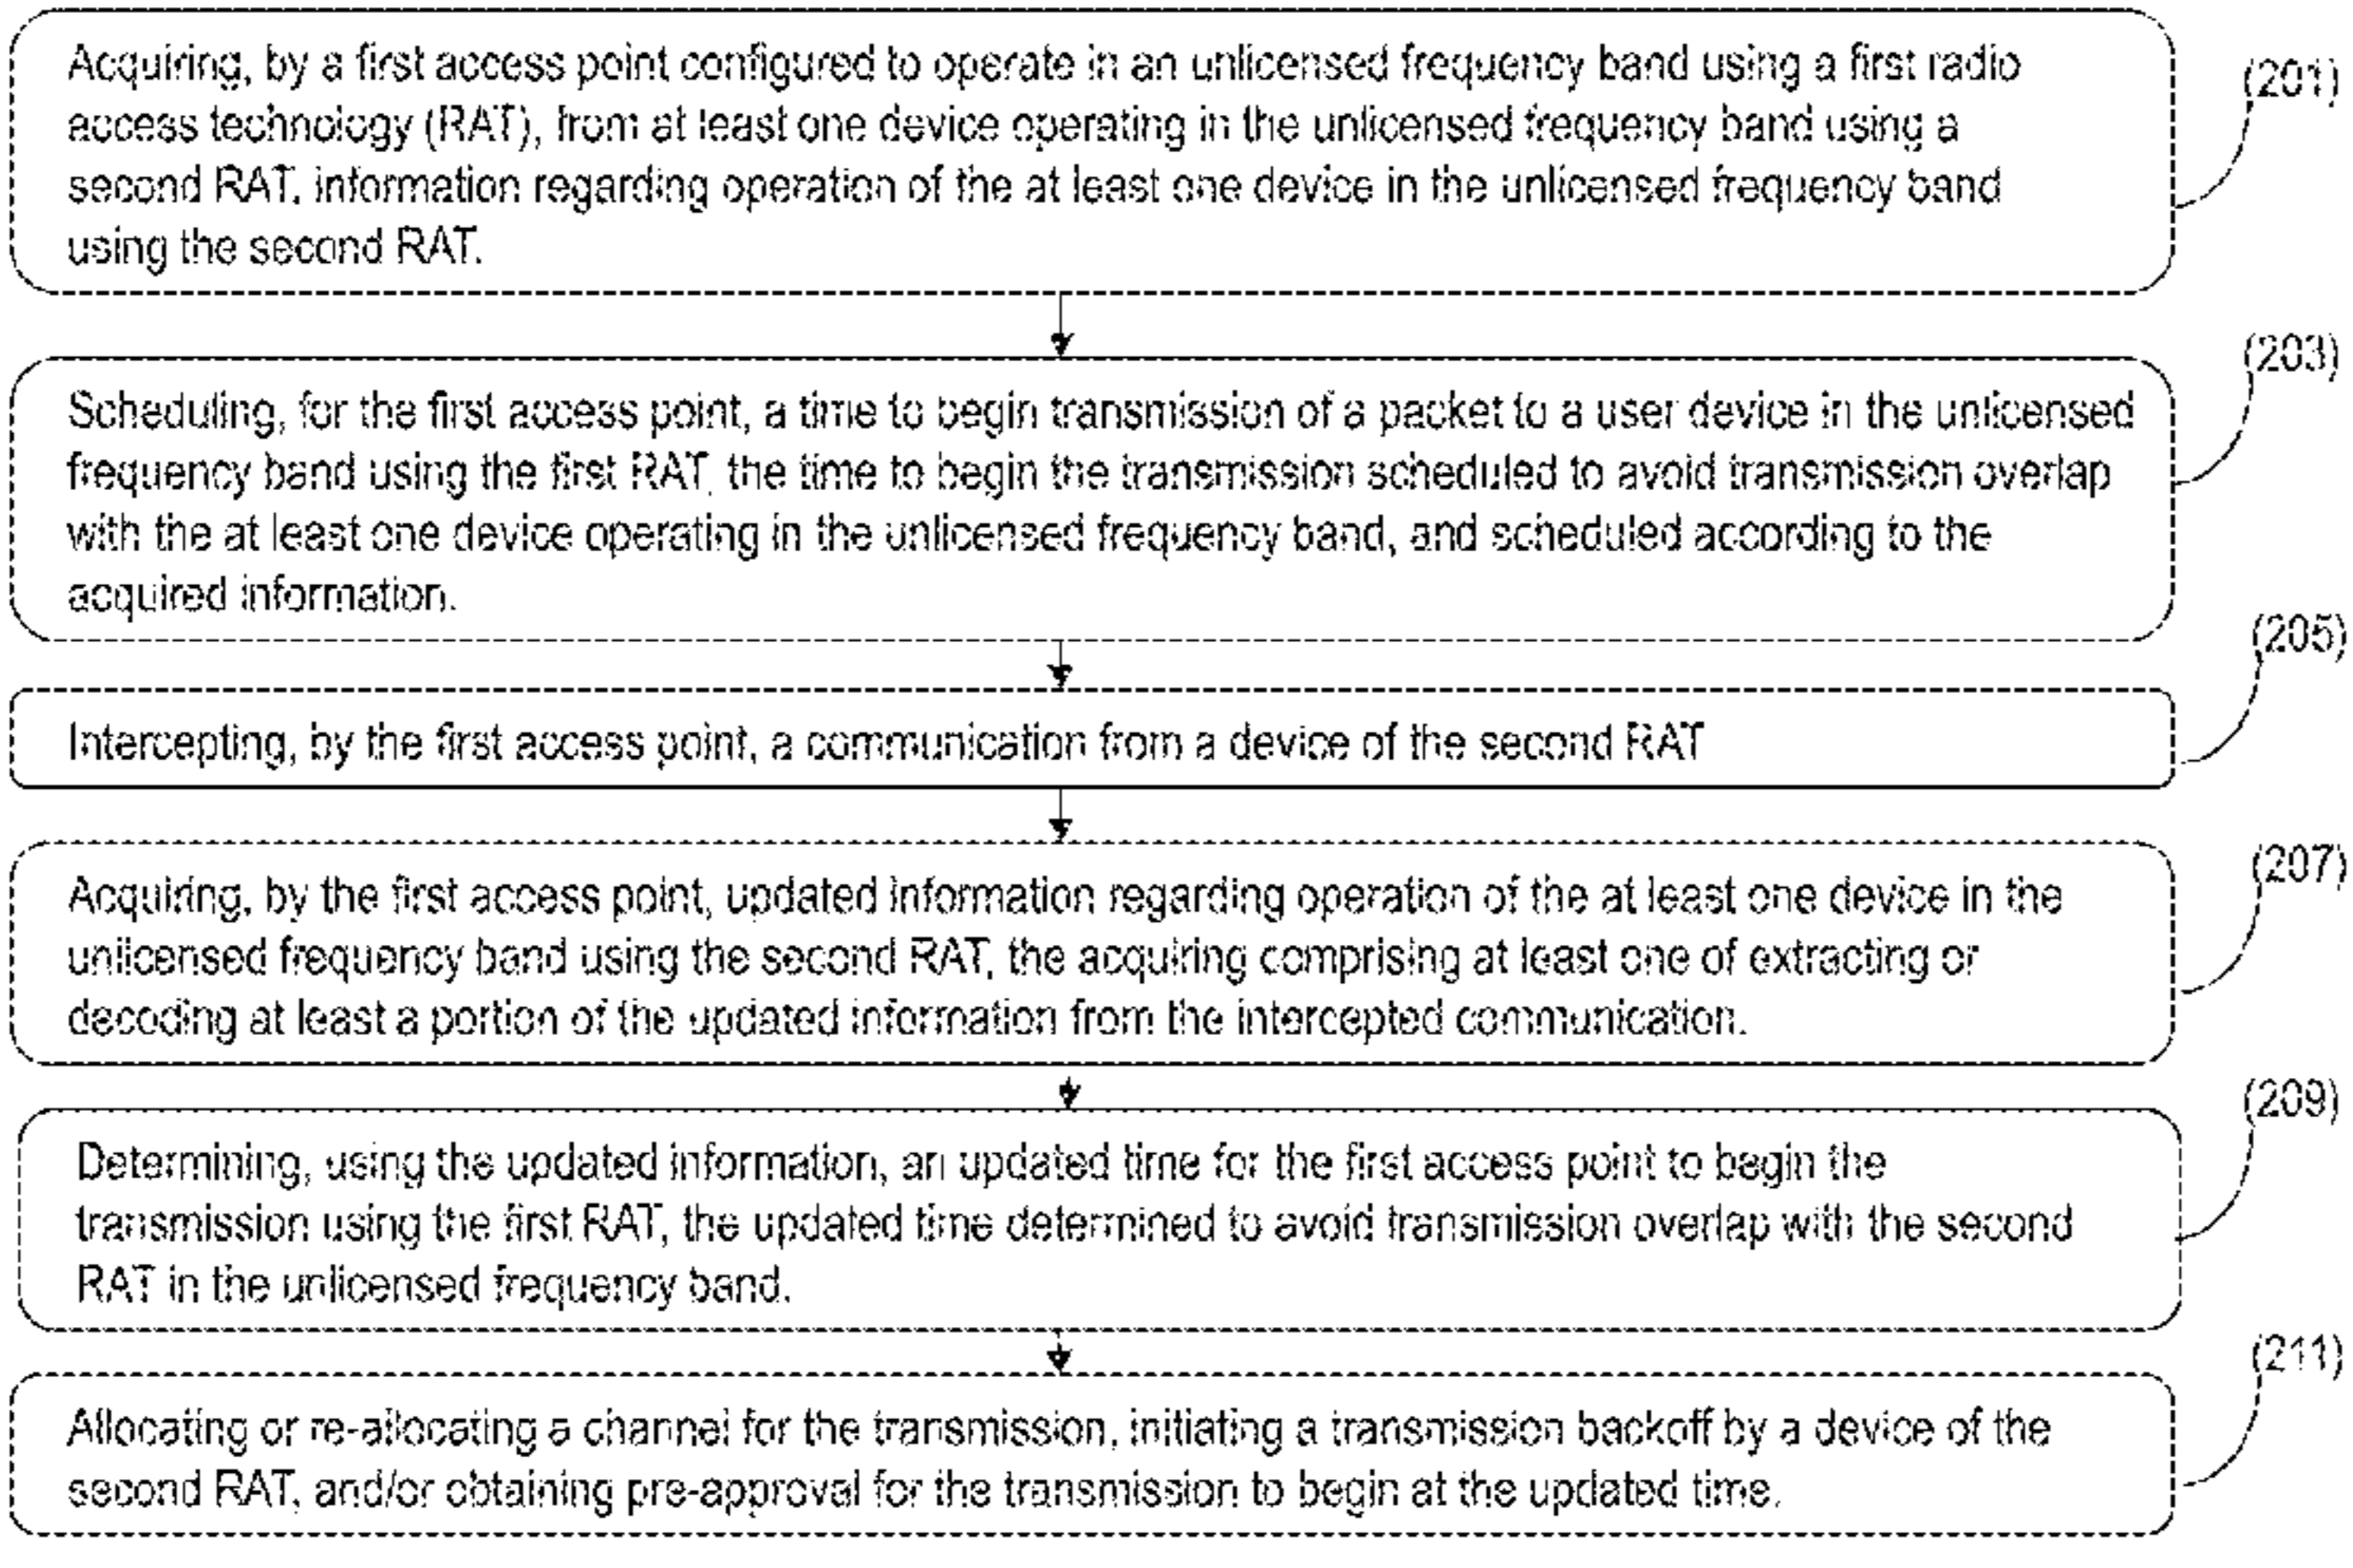 Acquiring, by a first access point configured to operate in an unlicensed frequency band using a first radio
(201)
access technology (RAT), from at least one device operating in the unlicensed frequency band using a
second RAT, information regarding operation of the at least one device in the unlicensed frequency band
using the second RAT.
(203)
Scheduling, for the first access point, a time to begin transmission of a packet to a user device in the unlicensed
frequency band using the first RAT, the time to begin the transmission scheduled to avoid transmission overlap
with the at least one device operating in the unlicensed frequency band, and scheduled according to the
acquired information.
(205)
Intercepting, by the first access point, a communication from a device of the second RAT
(207)
Acquiring, by the first access point, updated information regarding operation of the at least one device in the
unlicensed frequency band using the second RAT, the acquiring comprising at least one of extracting or
decoding at least a portion of the updated information from the intercepted communication.
(209)
Determining, using the updated information, an updated time for the first access point to begin the
transmission using the first RAT, the updated time determined to avoid transmission overlap with the second
RAT in the unlicensed frequency band.
(211)
Allocating or re-allocating a channel for the transmission, initiating a transmission backoff by a device of the
second RAT, and/or obtaining pre-approval for the transmission to begin at the updated time.